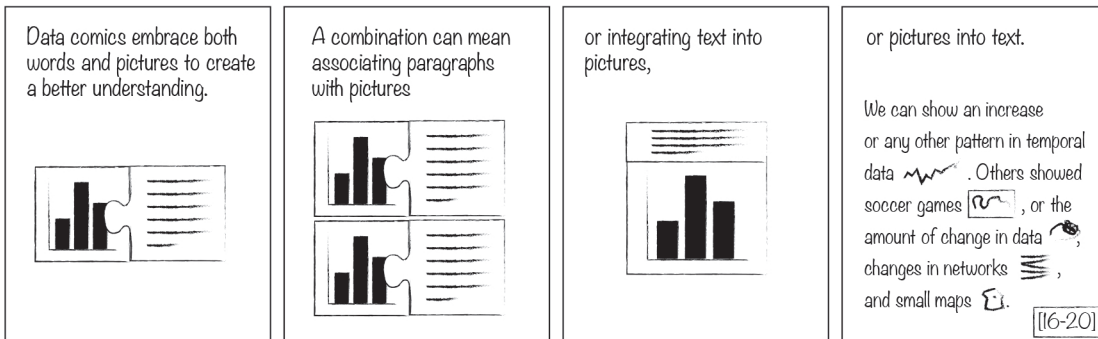 Data comics embrace both
words and pictures to create
a better understanding.
A combination can mean
associating paragraphs
with pictures
or integrating text into
pictures,
or pictures into text.
We can show an increase
or any other pattern in temporal
data . Others showed
soccer games , or the
amount of change in data ,
changes in networks ,
and small maps .
[16-20]